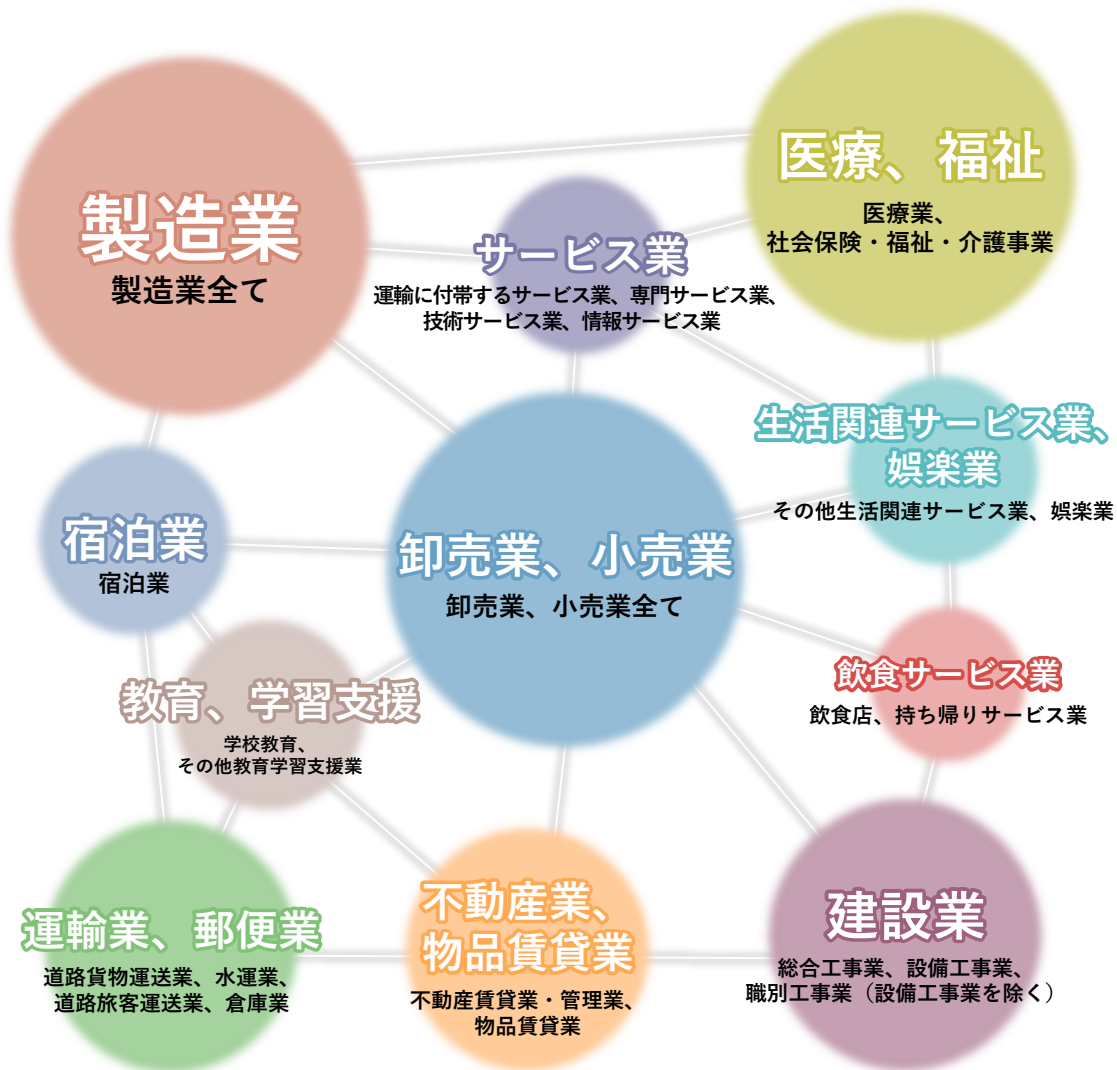 製造業
製造業全て
医療、福祉
医療業、
社会保険・福祉・介護事業
サービス業
運輸に付帯するサービス業、専門サービス業、
技術サービス業、情報サービス業
生活関連サービス業、
娯楽業
その他生活関連サービス業、娯楽業
宿泊業
宿泊業
卸売業、小売業
卸売業、小売業全て
教育、学習支援
学校教育、
その他教育学習支援業
飲食サービス業
飲食店、持ち帰りサービス業
運輸業、郵便業
道路貨物運送業、水運業、
道路旅客運送業、倉庫業
不動産業、
物品賃貸業
不動産賃貸業・管理業、
物品賃貸業
建設業
総合工事業、設備工事業、
職別工事業（設備工事業を除く）